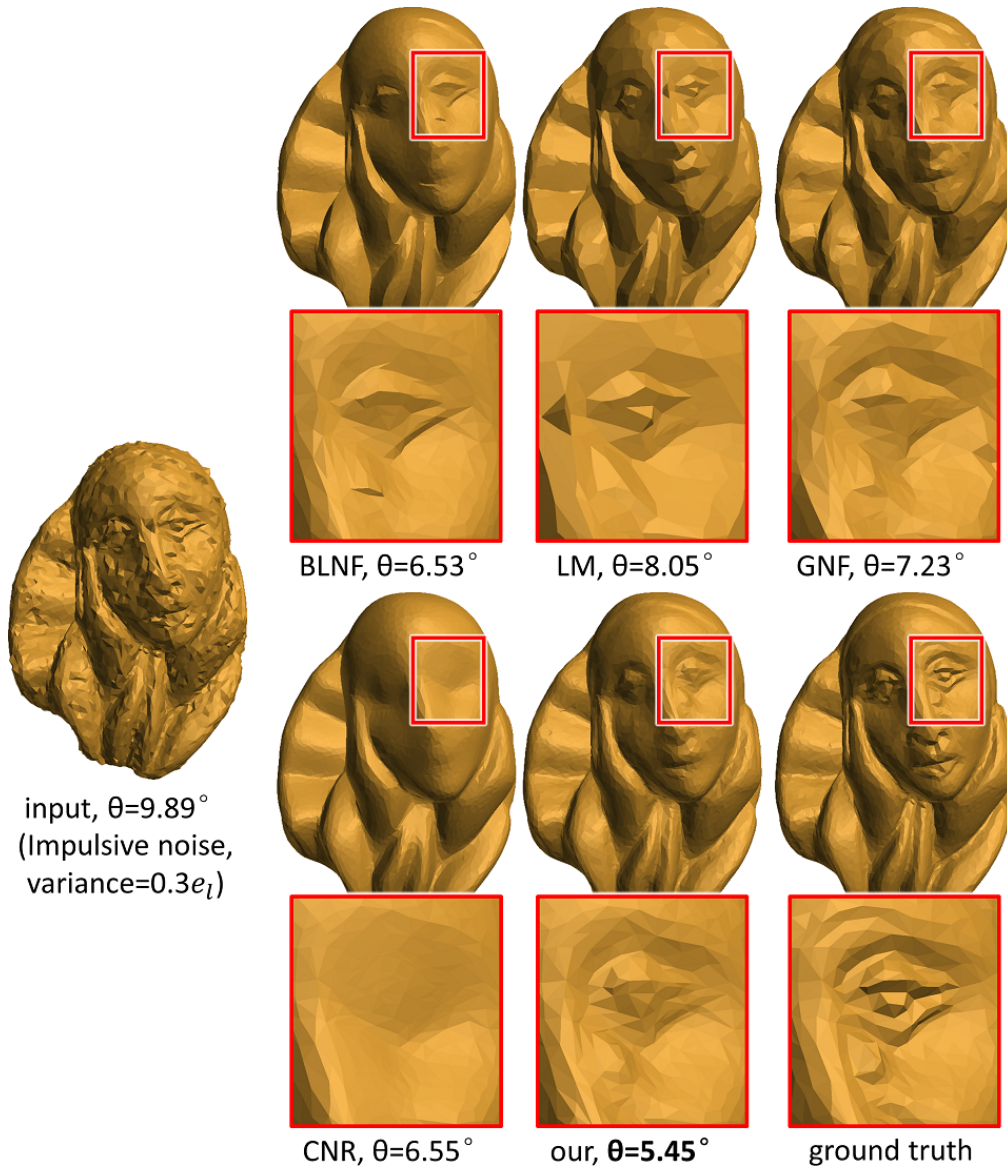 BLNF, θ=6.53°
LM, θ=8.05°
GNF, θ=7.23°
input, θ=9.89°
(Impulsive noise,
variance=0.3eₗ)
CNR, θ=6.55°
our, θ=5.45°
ground truth